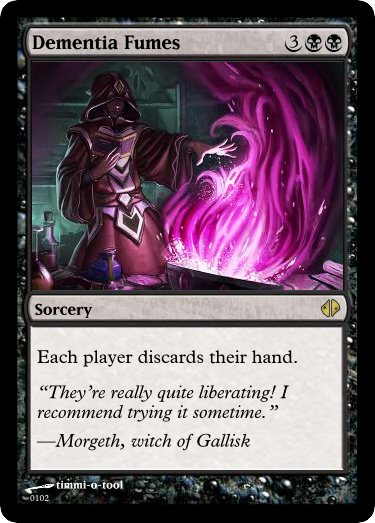 Dementia Fumes 3
Sorcery
Each player discards their hand.
“They’re really quite liberating! I
recommend trying it sometime.”
—Morgeth, witch of Gallisk
timmi-o-tool
0102